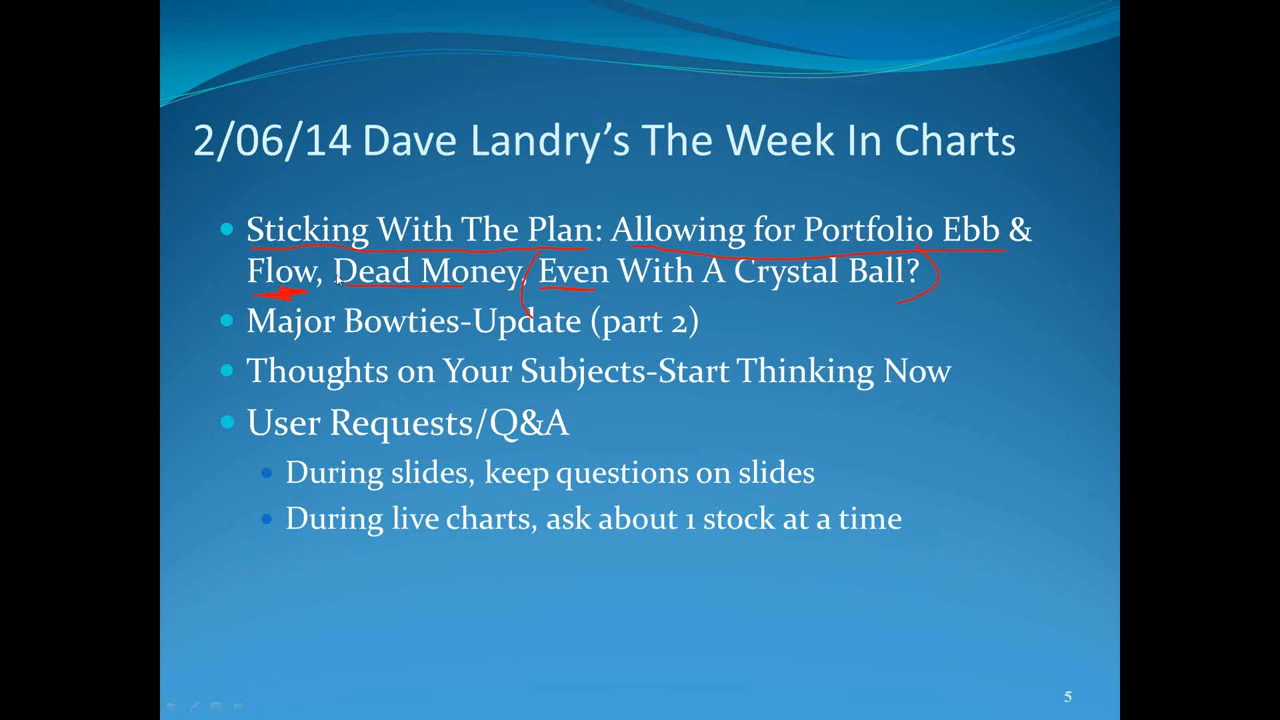 2/06/14 Dave Landry's The Week In Charts
Sticking With The Plan: Allowing for Portfolio Ebb &
Flow, Dead Money, Even With A Crystal Ball?
Major Bowties-Update (part 2)
Thoughts on Your Subjects-Start Thinking Now
User Requests/Q&A
During slides, keep questions on slides
During live charts, ask about 1 stock at a time
5